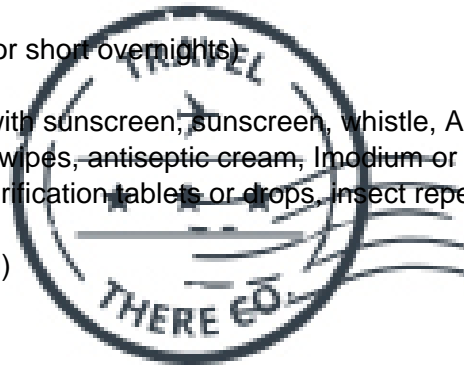 or short overnights)
TRAVEL
with sunscreen, sunscreen, whistle, A
wipes, antiseptic cream, Imodium or
rification tablets or drops, insect repe
)
THERE CO.